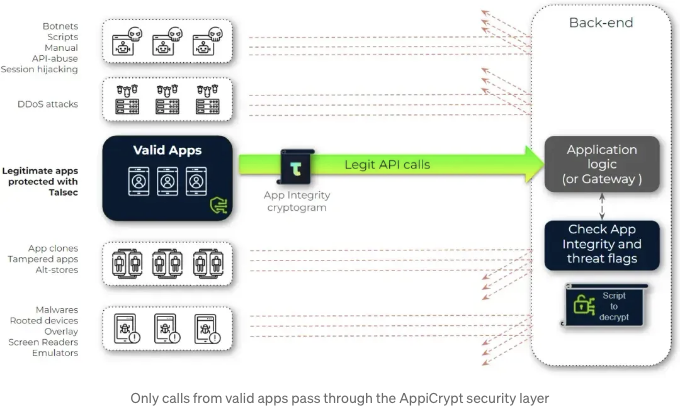 Back-end
Botnets
Scripts
Manual
API-abuse
Session hijacking
DDoS attacks
Legitimate apps
protected with
Talsec
Valid Apps
Legit API calls
App Integrity
cryptogram
Application
logic
(or Gateway )
Check App
Integrity and
threat flags
Script
to
decrypt
App clones
Tampered apps
Alt-stores
Malwares
Rooted devices
Overlay
Screen Readers
Emulators
Only calls from valid apps pass through the AppiCrypt security layer